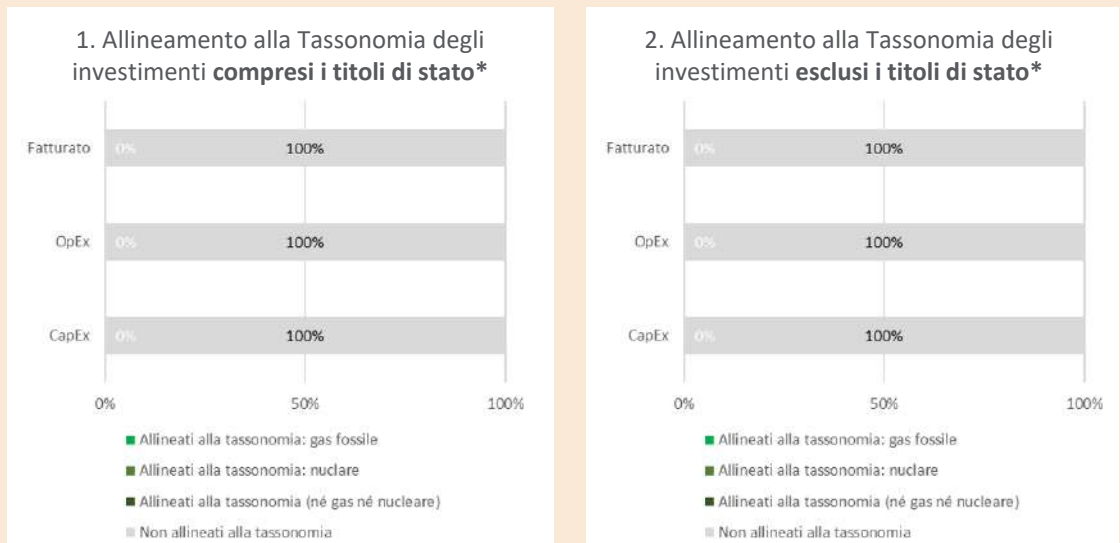 1. Allineamento alla Tassonomia degli
investimenti compresi i titoli di stato*
Fatturato 0% 100%
OpEx 0% 100%
CapEx 0% 100%
0% 50% 100%
Allineati alla tassonomia: gas fossile
Allineati alla tassonomia: nuclare
Allineati alla tassonomia (né gas né nucleare)
Non allineati alla tassonomia
2. Allineamento alla Tassonomia degli
investimenti esclusi i titoli di stato*
Fatturato 0% 100%
OpEx 0% 100%
CapEx 0% 100%
0% 50% 100%
Allineati alla tassonomia: gas fossile
Allineati alla tassonomia: nuclare
Allineati alla tassonomia (né gas né nucleare)
Non allineati alla tassonomia